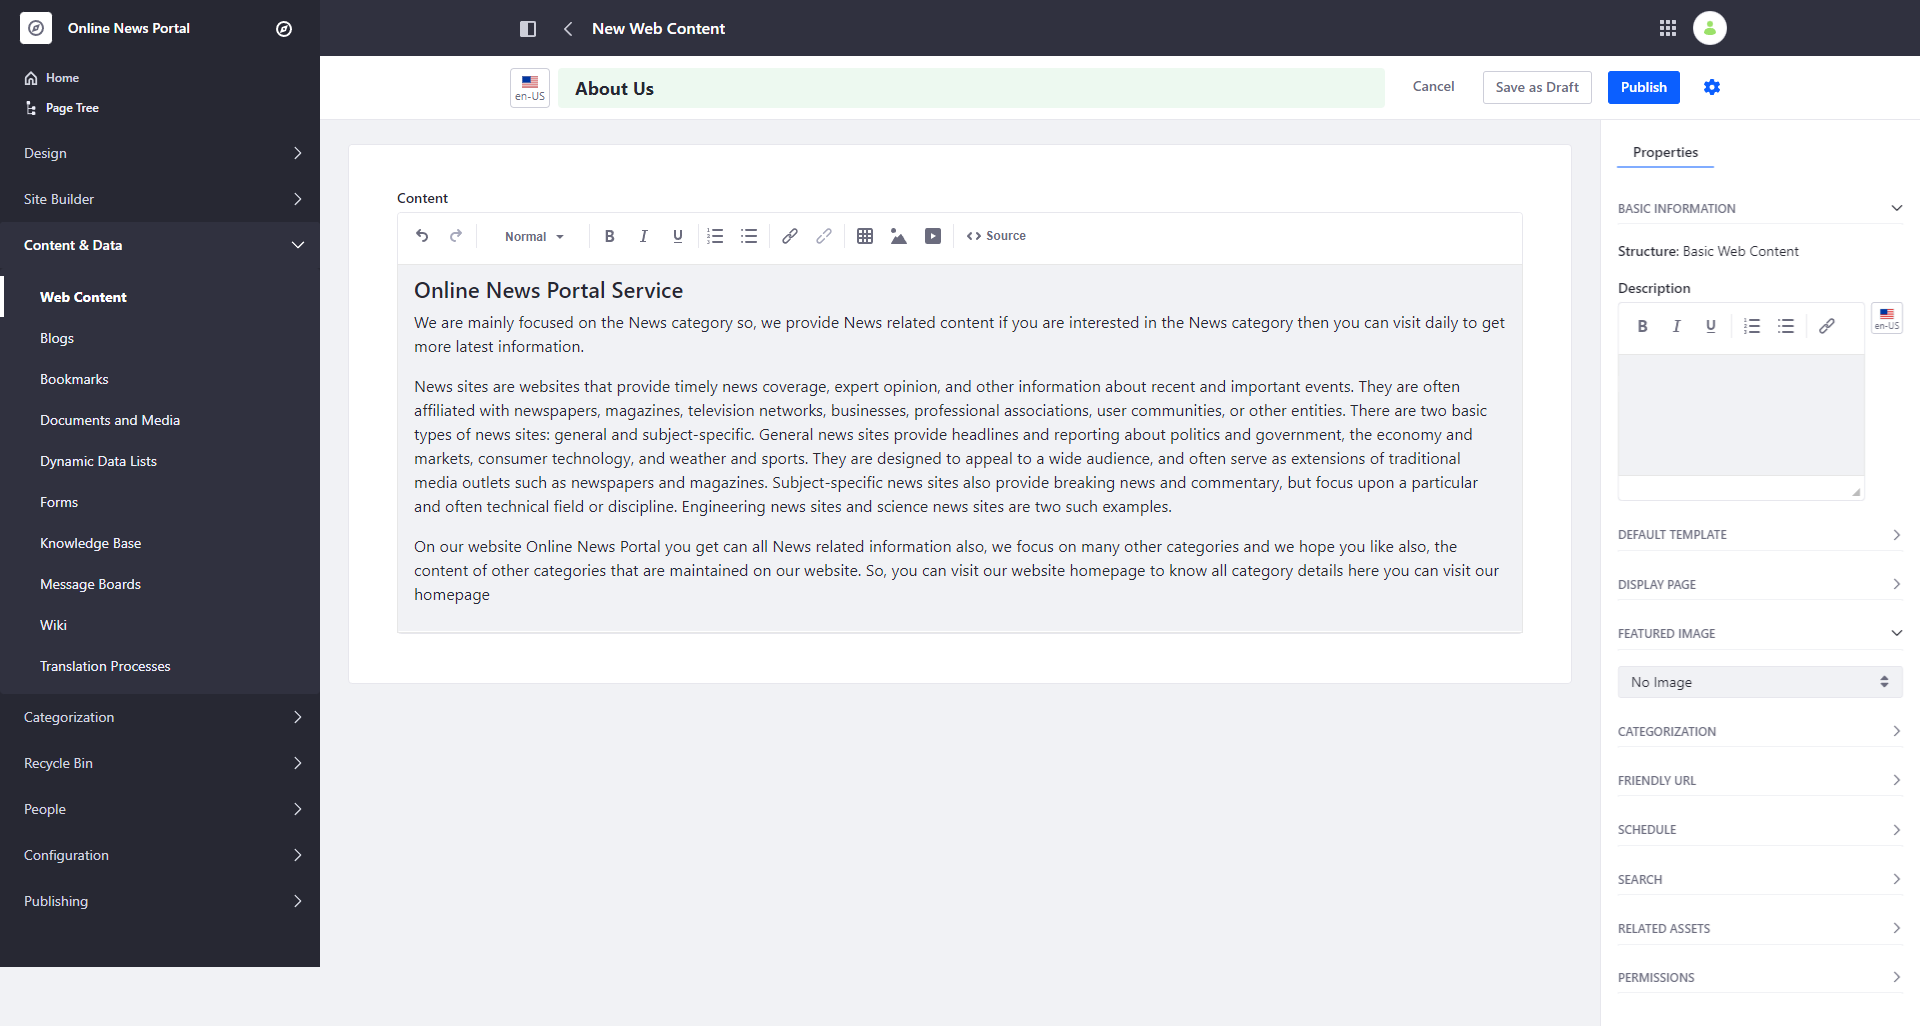 Online News Portal
New Web Content
Home
Page Tree
Design
Site Builder
Content & Data
Web Content
Blogs
Bookmarks
Documents and Media
Dynamic Data Lists
Forms
Knowledge Base
Message Boards
Wiki
Translation Processes
Categorization
Recycle Bin
People
Configuration
Publishing
en-US
About Us
Cancel
Save as Draft
Publish
Content
Normal
B I U
Source
Online News Portal Service
We are mainly focused on the News category so, we provide News related content if you are interested in the News category then you can visit daily to get
more latest information.
News sites are websites that provide timely news coverage, expert opinion, and other information about recent and important events. They are often
affiliated with newspapers, magazines, television networks, businesses, professional associations, user communities, or other entities. There are two basic
types of news sites: general and subject-specific. General news sites provide headlines and reporting about politics and government, the economy and
markets, consumer technology, and weather and sports. They are designed to appeal to a wide audience, and often serve as extensions of traditional
media outlets such as newspapers and magazines. Subject-specific news sites also provide breaking news and commentary, but focus upon a particular
and often technical field or discipline. Engineering news sites and science news sites are two such examples.
On our website Online News Portal you get can all News related information also, we focus on many other categories and we hope you like also, the
content of other categories that are maintained on our website. So, you can visit our website homepage to know all category details here you can visit our
homepage
Properties
BASIC INFORMATION
Structure: Basic Web Content
Description
B I U
en-US
DEFAULT TEMPLATE
DISPLAY PAGE
FEATURED IMAGE
No Image
CATEGORIZATION
FRIENDLY URL
SCHEDULE
SEARCH
RELATED ASSETS
PERMISSIONS